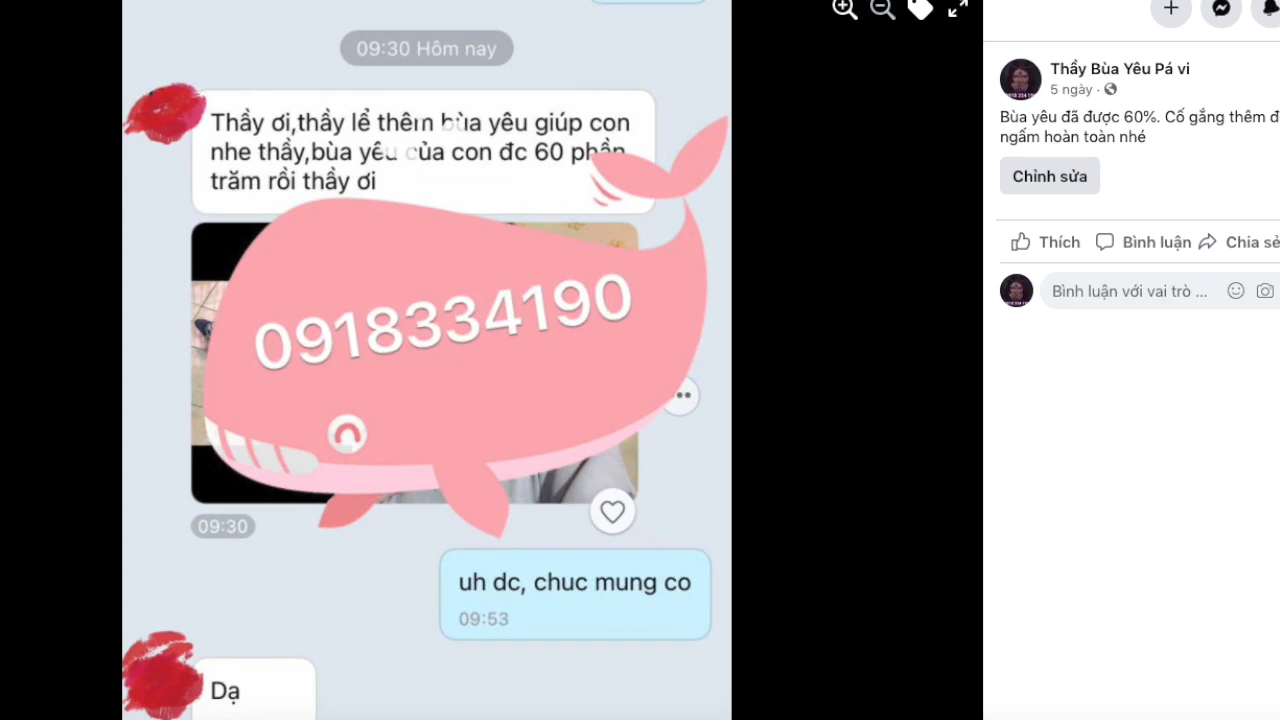 09:30 Hôm nay
Thầy ơi,thầy lể thêm bùa yêu giúp con
nhe thầy,bùa yêu của con đc 60 phần
trăm rồi thầy ơi
0918334190
09:30
uh dc, chuc mung co
09:53
Dạ
Thầy Bùa Yêu Pá vi
5 ngày ·
Bùa yêu đã được 60%. Cố gắng thêm
ngấm hoàn toàn nhé
Chỉnh sửa
Thích Bình luận Chia sẻ
Bình luận với vai trò ...